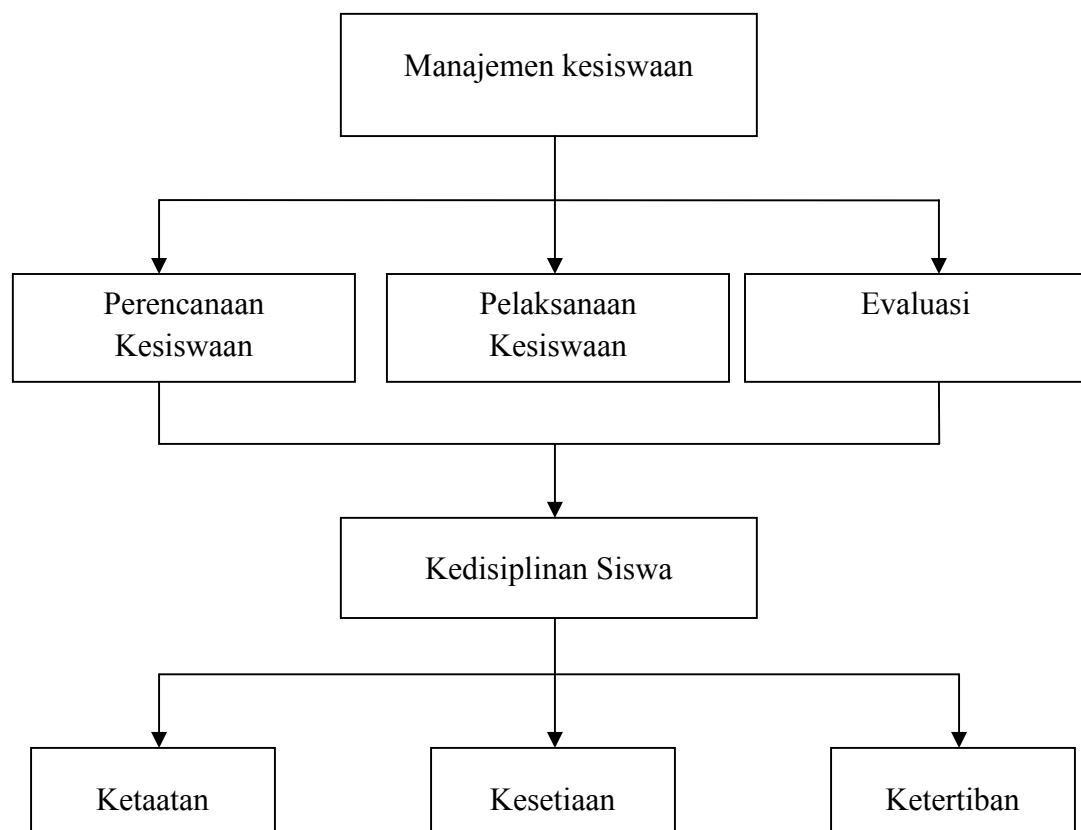 Manajemen kesiswaan
Perencanaan
Kesiswaan
Pelaksanaan
Kesiswaan
Evaluasi
Kedisiplinan Siswa
Ketaatan
Kesetiaan
Ketertiban